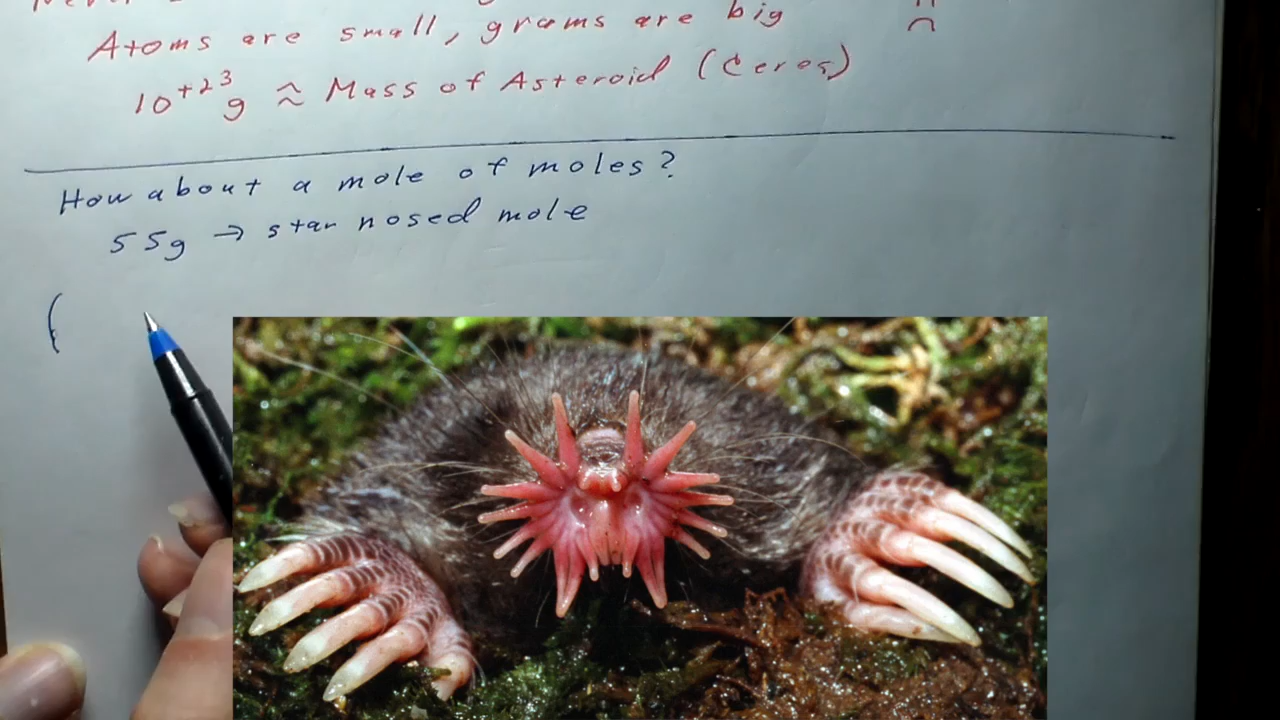 Atoms are small, grams are big
10⁺²³g ≈ Mass of Asteroid (Ceres)
How about a mole of moles?
55g → star nosed mole
(